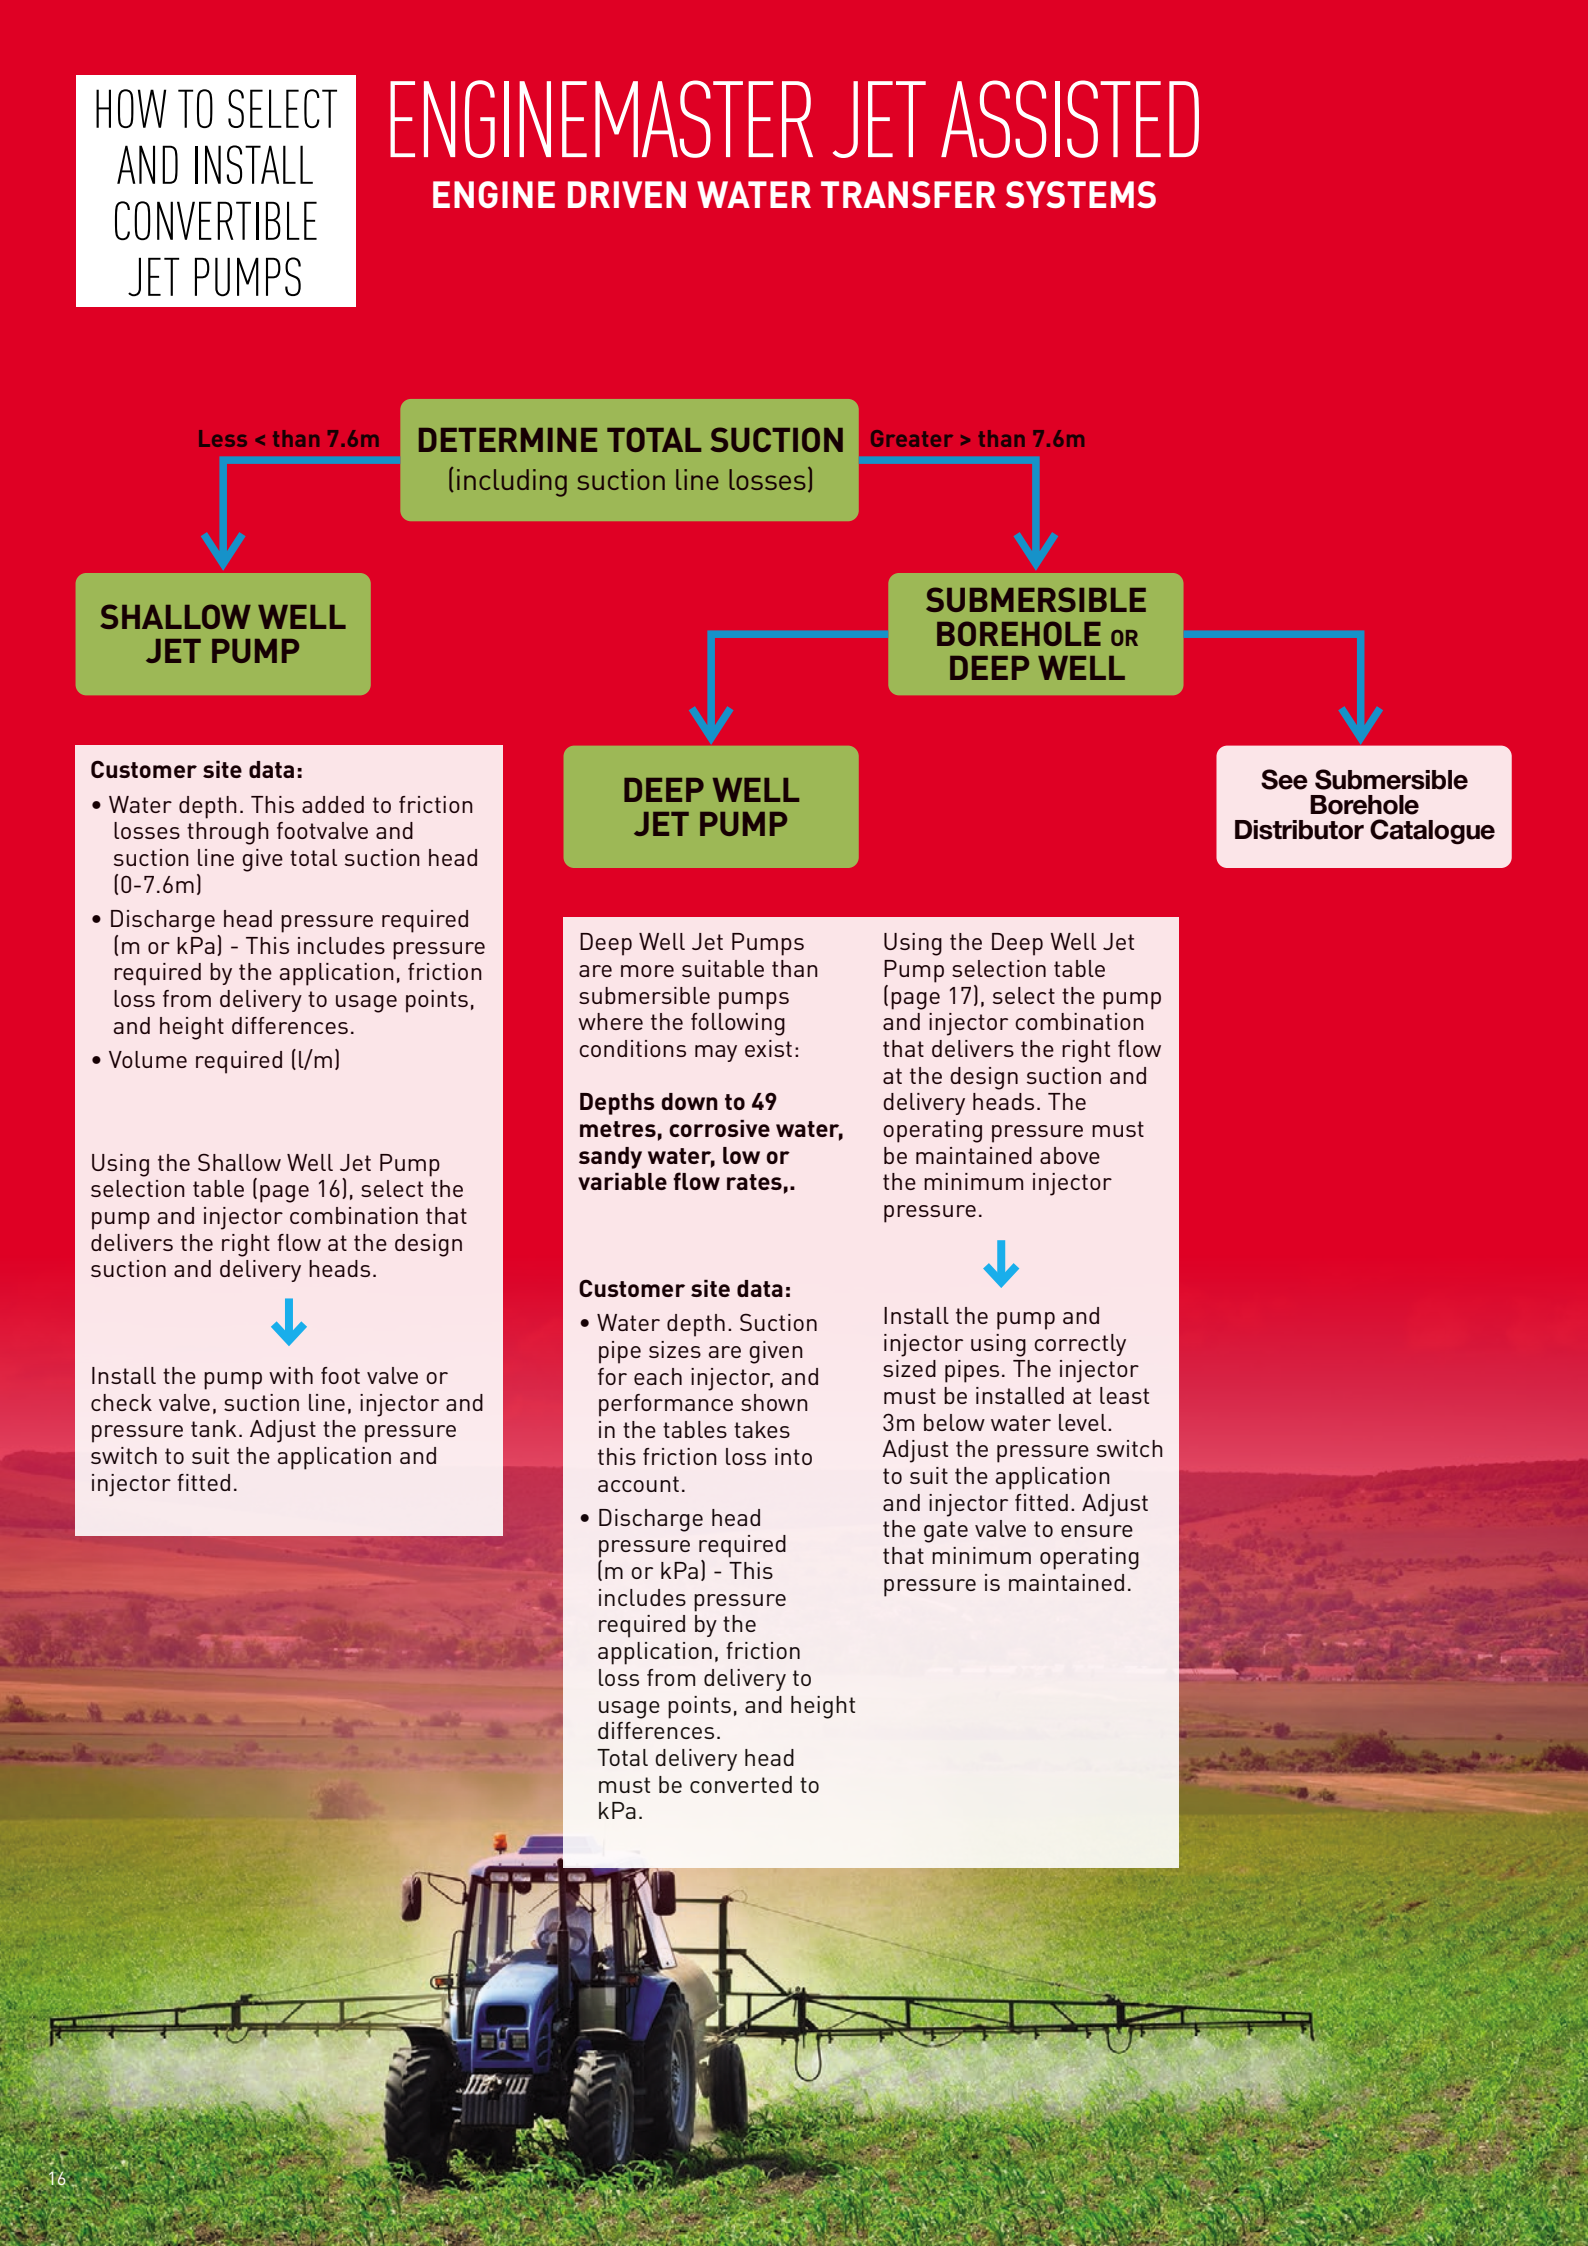 HOW TO SELECT
AND INSTALL
CONVERTIBLE
JET PUMPS
ENGINEMASTER JET ASSISTED
ENGINE DRIVEN WATER TRANSFER SYSTEMS
Less < than 7.6m
DETERMINE TOTAL SUCTION
(including suction line losses)
Greater > than 7.6m
SHALLOW WELL
JET PUMP
SUBMERSIBLE
BOREHOLE OR
DEEP WELL
DEEP WELL
JET PUMP
See Submersible
Borehole
Distributor Catalogue
Customer site data:
• Water depth. This added to friction
losses through footvalve and
suction line give total suction head
(0-7.6m)
• Discharge head pressure required
(m or kPa) - This includes pressure
required by the application, friction
loss from delivery to usage points,
and height differences.
• Volume required (l/m)
Using the Shallow Well Jet Pump
selection table (page 16), select the
pump and injector combination that
delivers the right flow at the design
suction and delivery heads.
Install the pump with foot valve or
check valve, suction line, injector and
pressure tank. Adjust the pressure
switch to suit the application and
injector fitted.
Deep Well Jet Pumps
are more suitable than
submersible pumps
where the following
conditions may exist:
Depths down to 49
metres, corrosive water,
sandy water, low or
variable flow rates,.
Customer site data:
• Water depth. Suction
pipe sizes are given
for each injector, and
performance shown
in the tables takes
this friction loss into
account.
• Discharge head
pressure required
(m or kPa) - This
includes pressure
required by the
application, friction
loss from delivery to
usage points, and height
differences.
Total delivery head
must be converted to
kPa.
Using the Deep Well Jet
Pump selection table
(page 17), select the pump
and injector combination
that delivers the right flow
at the design suction and
delivery heads. The
operating pressure must
be maintained above
the minimum injector
pressure.
Install the pump and
injector using correctly
sized pipes. The injector
must be installed at least
3m below water level.
Adjust the pressure switch
to suit the application
and injector fitted. Adjust
the gate valve to ensure
that minimum operating
pressure is maintained.
16